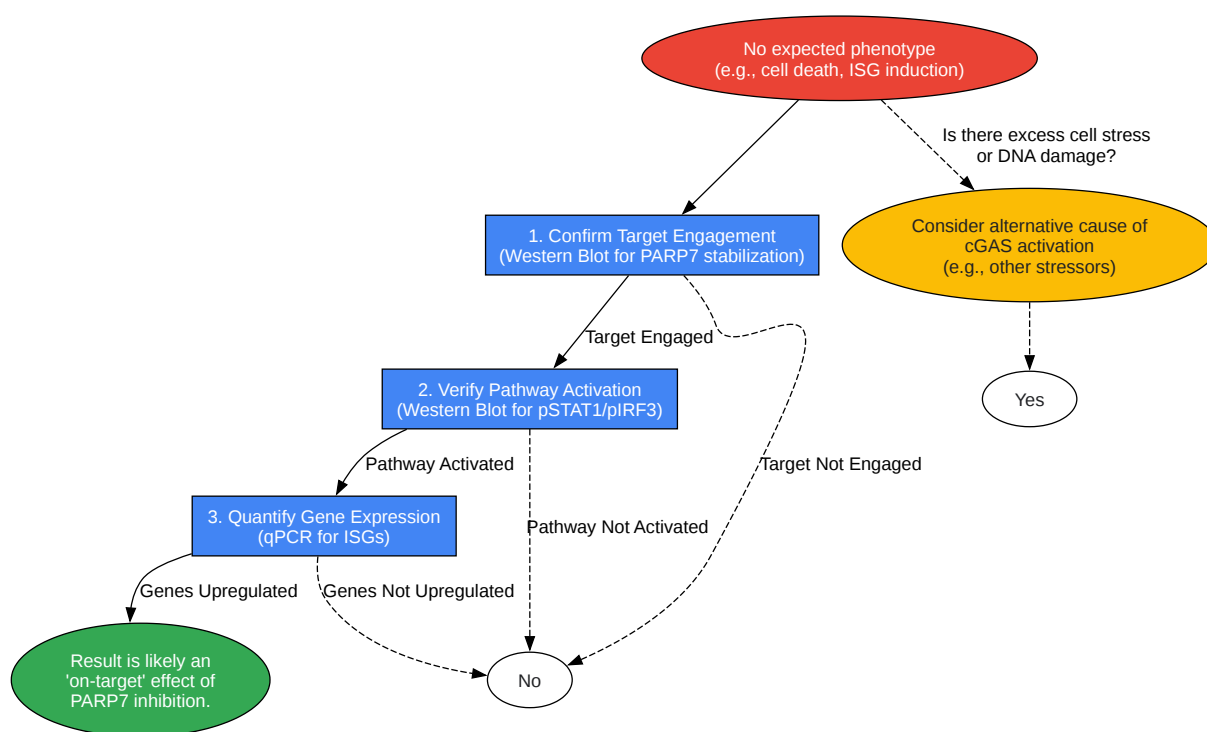 No expected phenotype
(e.g., cell death, ISG induction)
Is there excess cell stress
or DNA damage?
1. Confirm Target Engagement
(Western Blot for PARP7 stabilization)
Consider alternative cause of
cGAS activation
(e.g., other stressors)
Target Engaged
2. Verify Pathway Activation
(Western Blot for pSTAT1/pIRF3)
Yes
Pathway Activated
Target Not Engaged
3. Quantify Gene Expression
(qPCR for ISGs)
Pathway Not Activated
Genes Upregulated
Genes Not Upregulated
Result is likely an
'on-target' effect of
PARP7 inhibition.
No